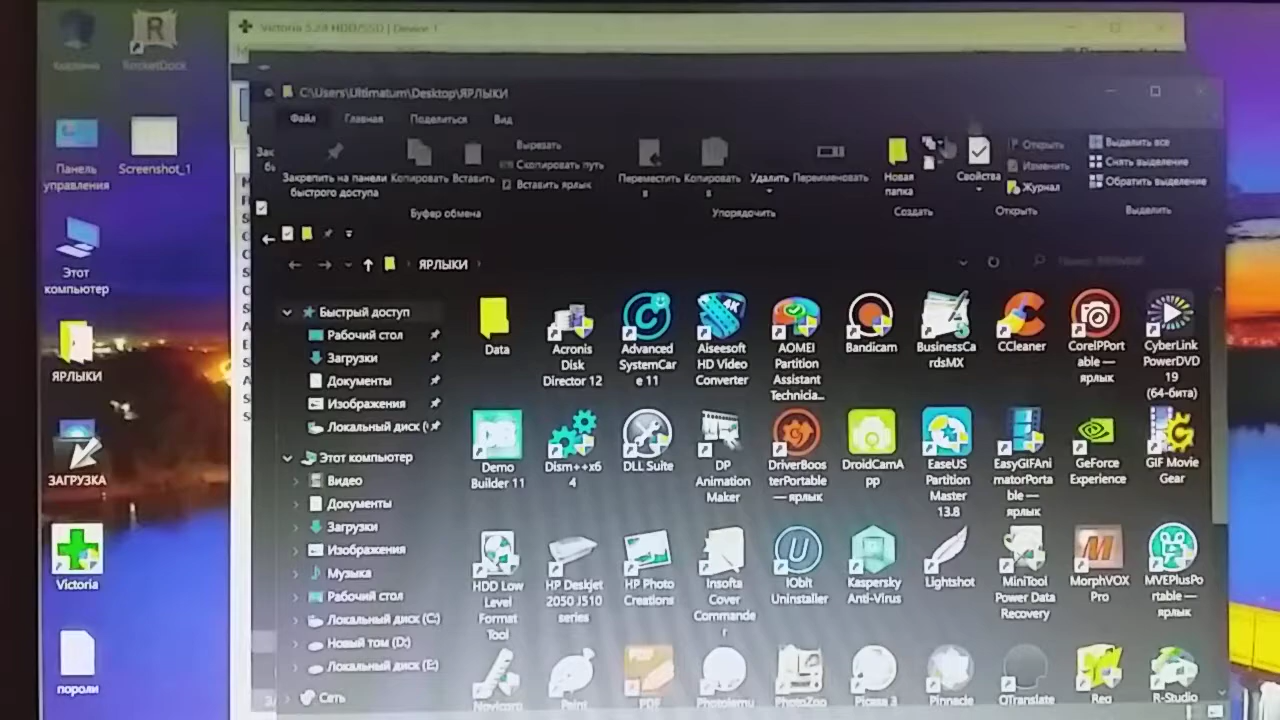 Корзина
RocketDock
Панель
управления
Screenshot_1
Этот
компьютер
ЯРЛЫКИ
ЗАГРУЗКА
Victoria
пороли
Victoria 5.28 HDD/SSD | Device 1
C:\Users\Ultimatum\Desktop\ЯРЛЫКИ
Файл Главная Поделиться Вид
Закрепить на панели
быстрого доступа
Копировать
Вставить
Вырезать
Скопировать путь
Вставить ярлык
Буфер обмена
Переместить
в
Копировать
в
Удалить
Переименовать
Упорядочить
Новая
папка
Создать
Свойства
Открыть
Изменить
Журнал
Открыть
Выделить все
Снять выделение
Обратить выделение
Выделить
ЯРЛЫКИ
Быстрый доступ
Рабочий стол
Загрузки
Документы
Изображения
Локальный диск (
Этот компьютер
Видео
Документы
Загрузки
Изображения
Музыка
Рабочий стол
Локальный диск (C:)
Новый том (D:)
Локальный диск (E:)
Сеть
Data
Acronis
Disk
Director 12
Advanced
SystemCar
e 11
Aiseesoft
HD Video
Converter
AOMEI
Partition
Assistant
Technicia...
Bandicam
BusinessCa
rdsMX
CCleaner
CorelPPort
able —
ярлык
CyberLink
PowerDVD
19
(64-бита)
Demo
Builder 11
Dism++x6
4
DLL Suite
DP
Animation
Maker
DriverBoos
terPortable
— ярлык
DroidCamA
pp
EaseUS
Partition
Master
13.8
EasyGIFAni
matorPorta
ble —
ярлык
GeForce
Experience
GIF Movie
Gear
HDD Low
Level
Format
Tool
HP Deskjet
2050 J510
series
HP Photo
Creations
Insofta
Cover
Commande
r
IObit
Uninstaller
Kaspersky
Anti-Virus
Lightshot
MiniTool
Power Data
Recovery
MorphVOX
Pro
MVEPlusPo
rtable —
ярлык
Novicorp
Paint
PDF
PhotoZoo
Picasa 3
Pinnacle
QTranslate
Reg
R-Studio